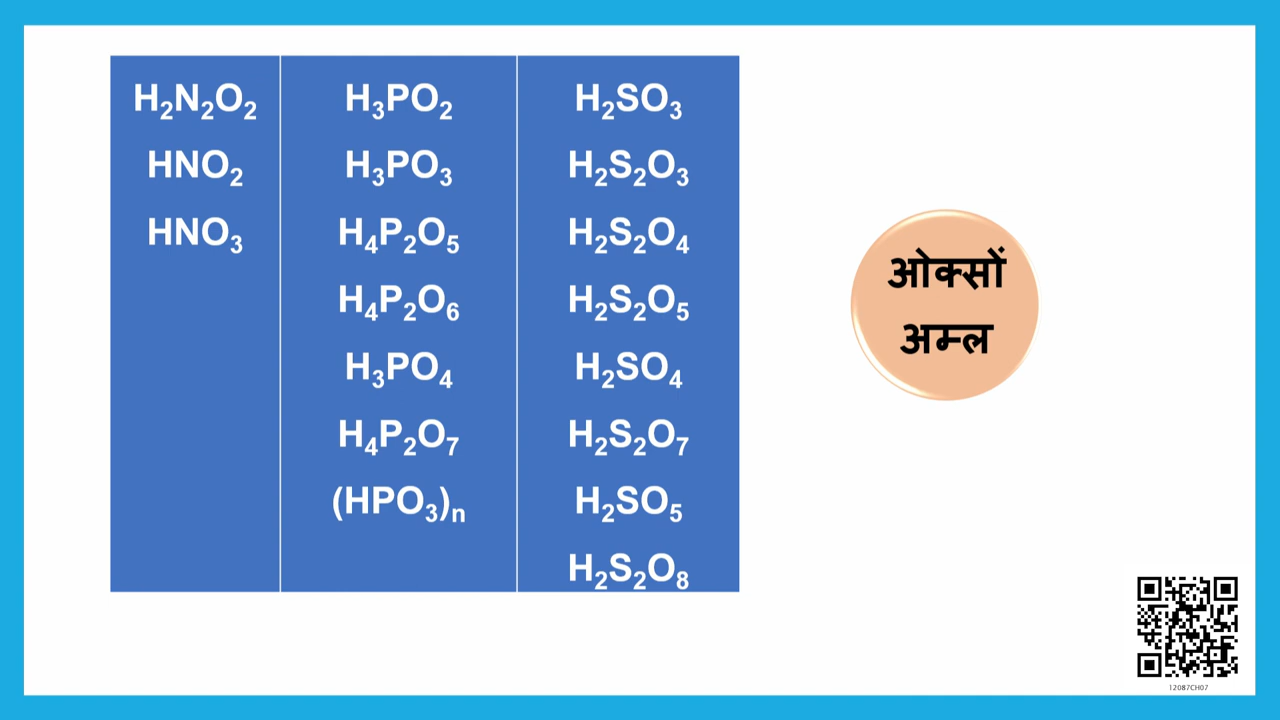 H₂N₂O₂ H₃PO₂ H₂SO₃
HNO₂ H₃PO₃ H₂S₂O₃
HNO₃ H₄P₂O₅ H₂S₂O₄
H₄P₂O₆ H₂S₂O₅
H₃PO₄ H₂SO₄
H₄P₂O₇ H₂S₂O₇
(HPO₃)ₙ H₂SO₅
H₂S₂O₈
ओक्सों
अम्ल
12087CH07